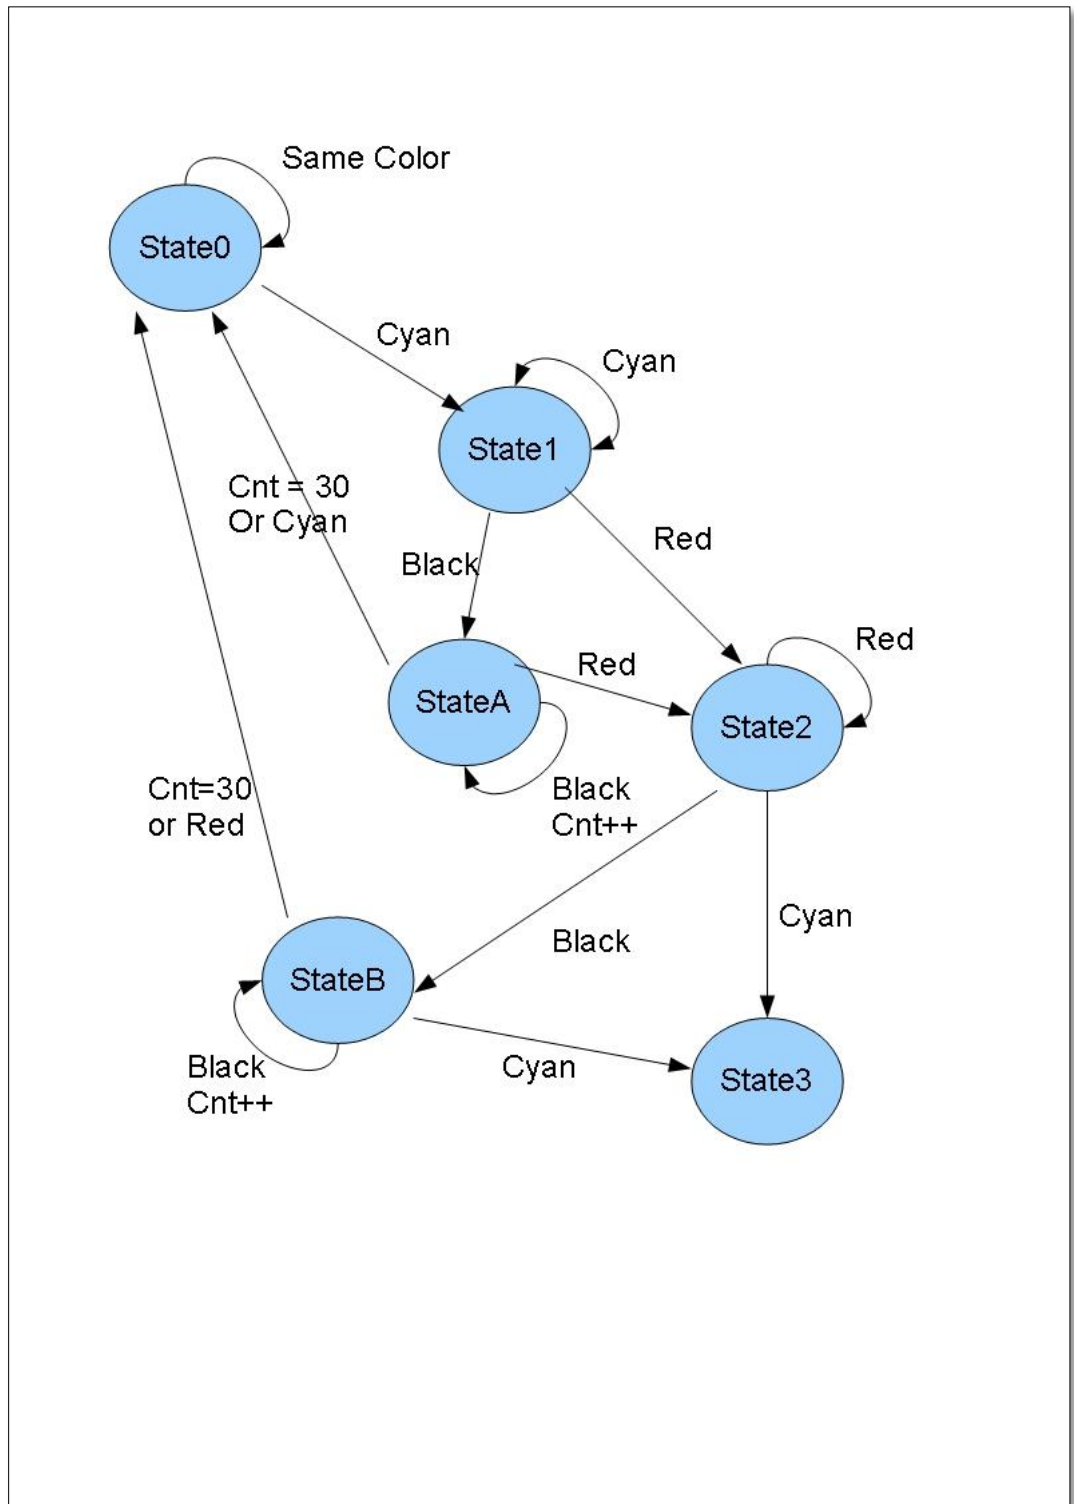 Same Color
State0
Cyan
Cyan
State1
Cnt = 30
Or Cyan
Red
Black
Red
Red
StateA
State2
Black
Cnt++
Cnt=30
or Red
Cyan
Black
StateB
Cyan
Black
Cnt++
State3